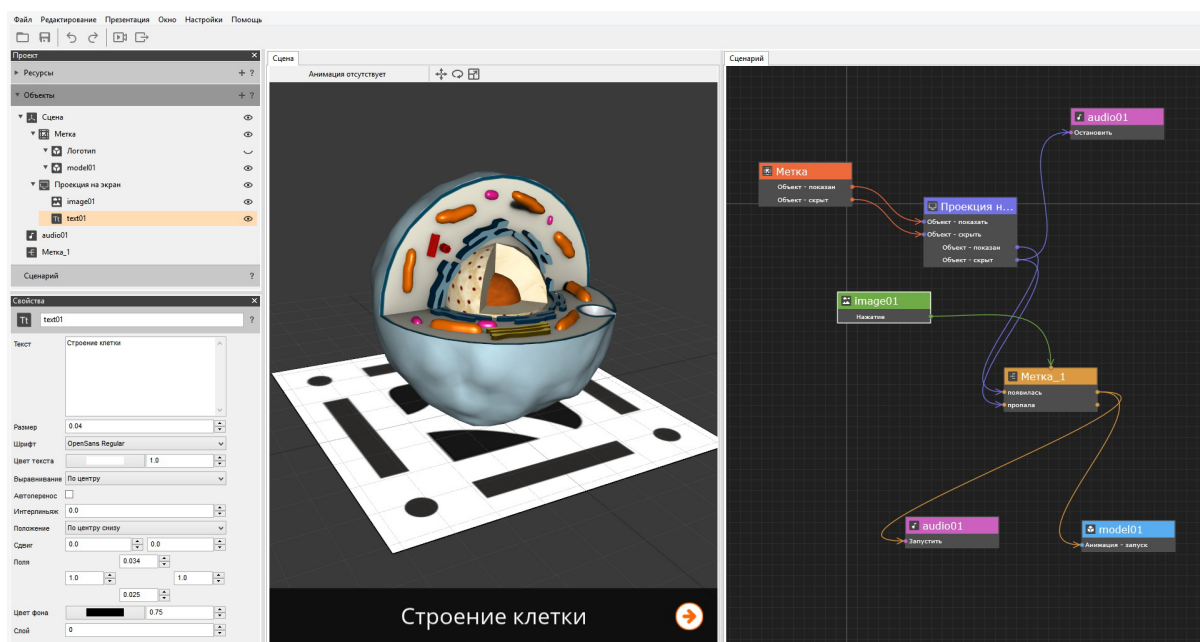 Файл Редактирование Презентация Окно Настройки Помощь
Проект
Ресурсы + ?
Объекты + ?
Сцена
Метка
Логотип
model01
Проекция на экран
image01
Tt text01
audio01
Метка_1
Сценарий ?
Свойства
Tt text01 ?
Текст Строение клетки
Размер 0.04
Шрифт OpenSans Regular
Цвет текста 1.0
Выравнивание По центру
Автоперенос
Интерлиньяж 0.0
Положение По центру снизу
Сдвиг 0.0 0.0
Поля 0.034
1.0 1.0
0.025
Цвет фона 0.75
Слой 0
Сцена
Анимация отсутствует
Строение клетки
Сценарий
audio01
Остановить
Метка
Объект - показан
Объект - скрыт
Проекция н...
Объект - показать
Объект - скрыть
Объект - показан
Объект - скрыт
image01
Нажатие
Метка_1
появилась
пропала
audio01
Запустить
model01
Анимация - запуск